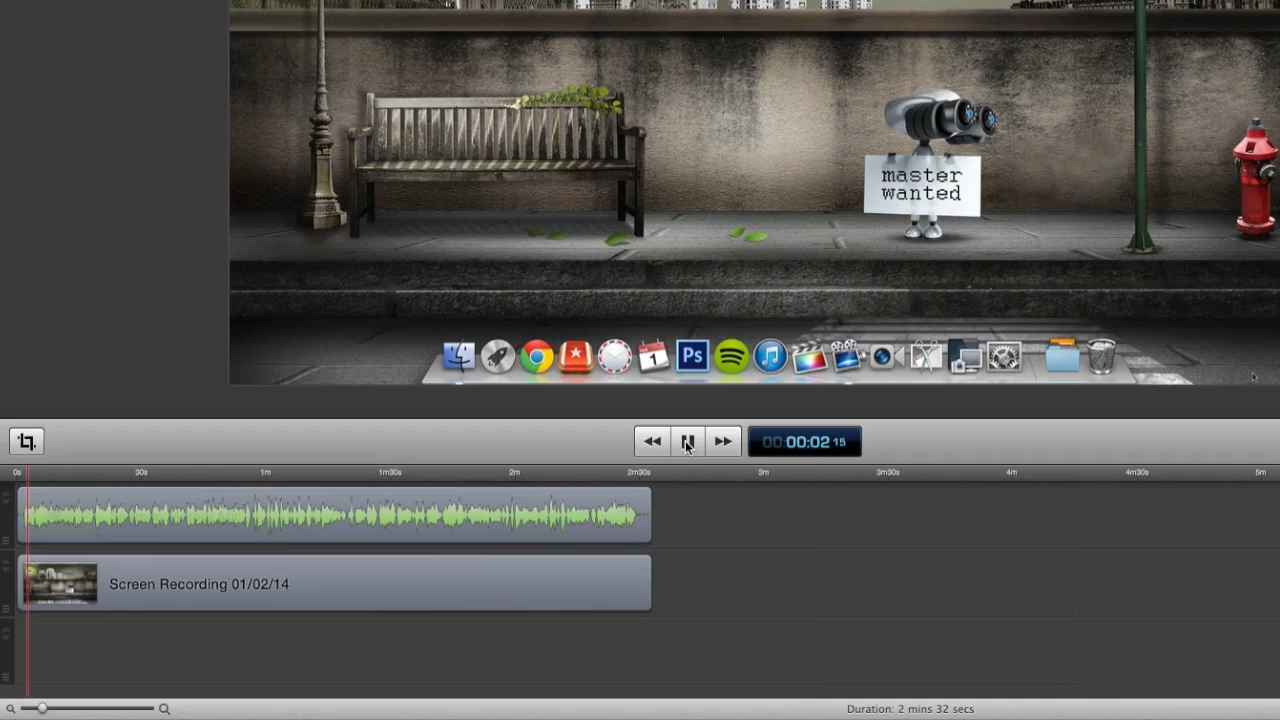 master
wanted
1
Ps
00:00:02 15
0s 30s 1m 1m30s 2m 2m30s 3m 3m30s 4m 4m30s 5m
Screen Recording 01/02/14
Duration: 2 mins 32 secs